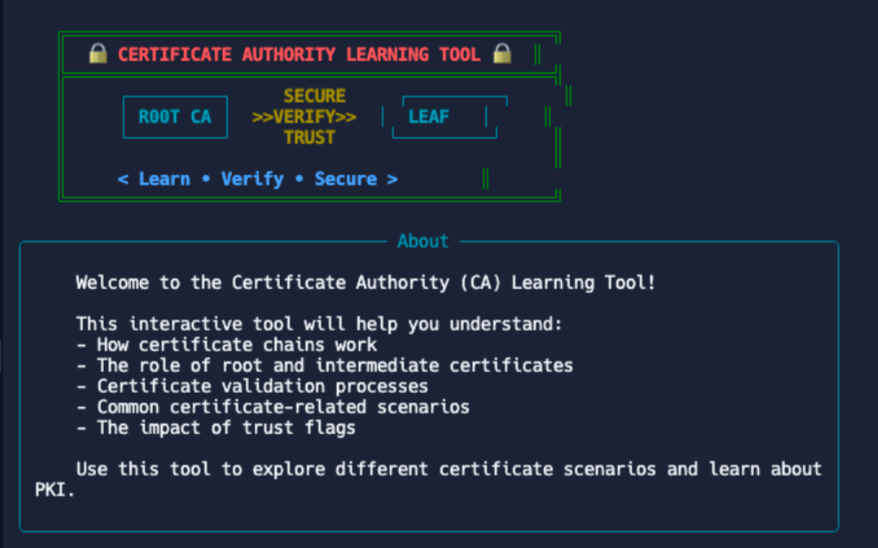 🔒 CERTIFICATE AUTHORITY LEARNING TOOL 🔒
SECURE
R00T CA >>VERIFY>> LEAF
TRUST
< Learn • Verify • Secure >
About
Welcome to the Certificate Authority (CA) Learning Tool!
This interactive tool will help you understand:
- How certificate chains work
- The role of root and intermediate certificates
- Certificate validation processes
- Common certificate-related scenarios
- The impact of trust flags
Use this tool to explore different certificate scenarios and learn about
PKI.